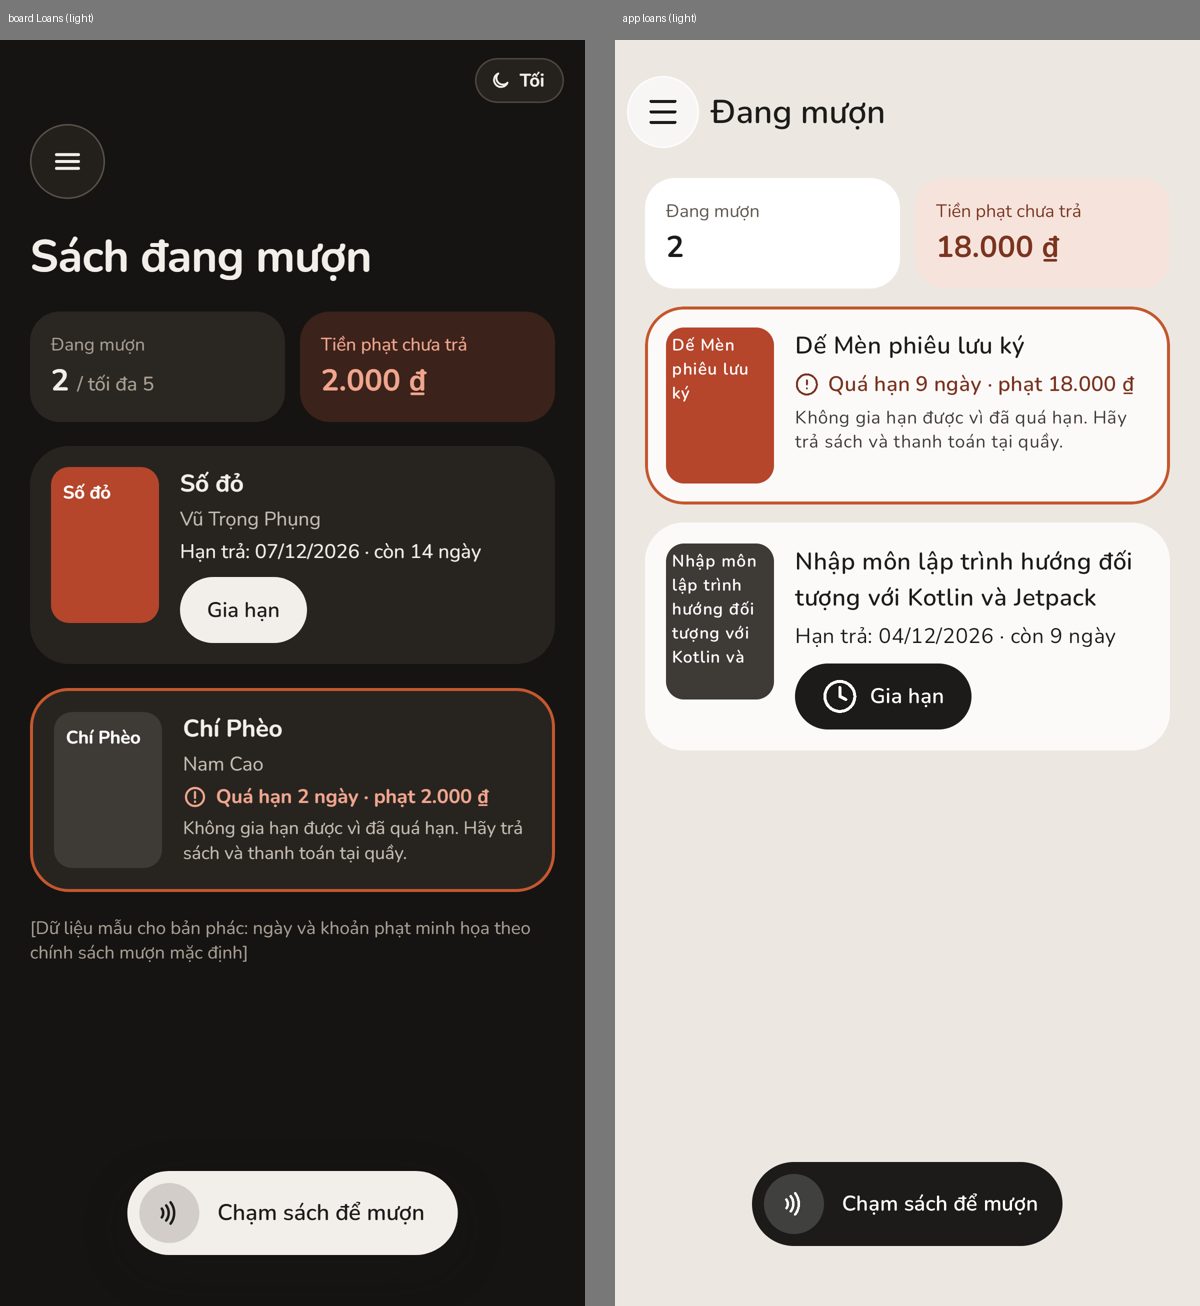 board Loans (light)
Tối
Sách đang mượn
Đang mượn
2 / tối đa 5
Tiền phạt chưa trả
2.000 ₫
Số đỏ
Số đỏ
Vũ Trọng Phụng
Hạn trả: 07/12/2026 · còn 14 ngày
Gia hạn
Chí Phèo
Chí Phèo
Nam Cao
Quá hạn 2 ngày · phạt 2.000 ₫
Không gia hạn được vì đã quá hạn. Hãy trả
sách và thanh toán tại quầy.
[Dữ liệu mẫu cho bản phác: ngày và khoản phạt minh họa theo
chính sách mượn mặc định]
Chạm sách để mượn
app loans (light)
Đang mượn
Đang mượn
2
Tiền phạt chưa trả
18.000 ₫
Dế Mèn
phiêu lưu
ký
Dế Mèn phiêu lưu ký
Quá hạn 9 ngày · phạt 18.000 ₫
Không gia hạn được vì đã quá hạn. Hãy
trả sách và thanh toán tại quầy.
Nhập môn
lập trình
hướng đối
tượng với
Kotlin và
Nhập môn lập trình hướng đối
tượng với Kotlin và Jetpack
Hạn trả: 04/12/2026 · còn 9 ngày
Gia hạn
Chạm sách để mượn